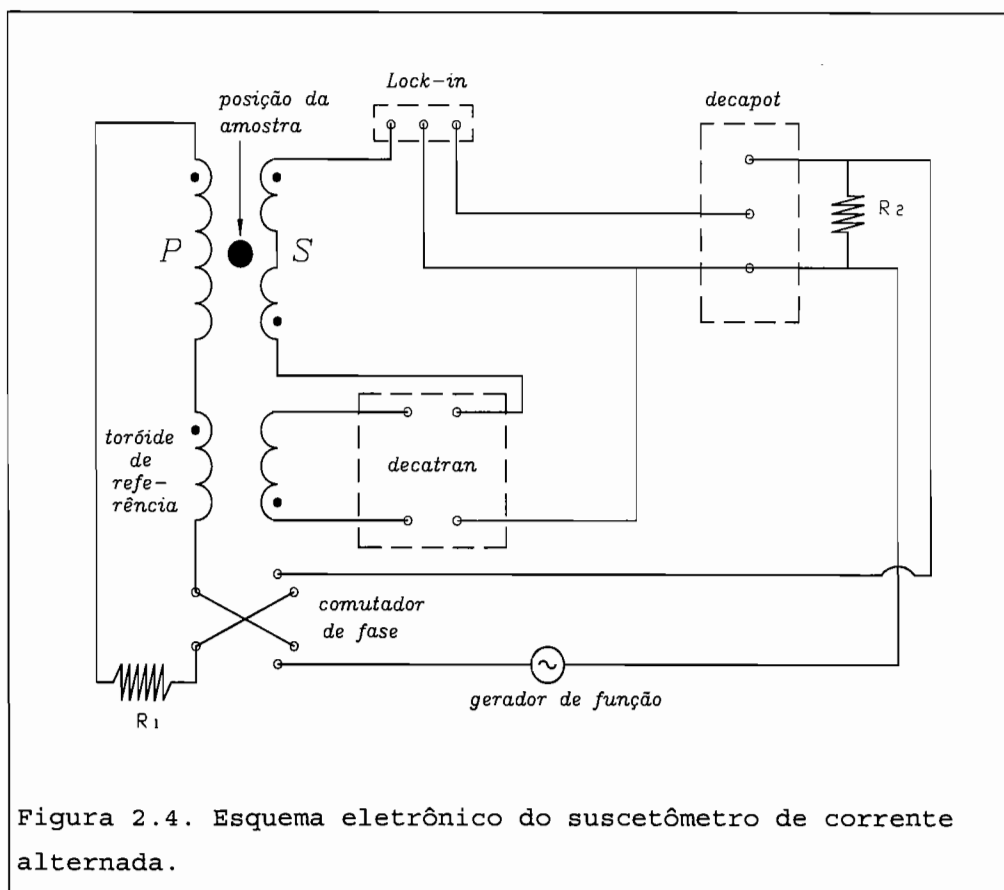 Lock-in
posição da
amostra
decapot
P
S
R2
toróide
de
refe-
rência
decatran
comutador
de fase
R1
gerador de função
Figura 2.4. Esquema eletrônico do suscetômetro de corrente
alternada.